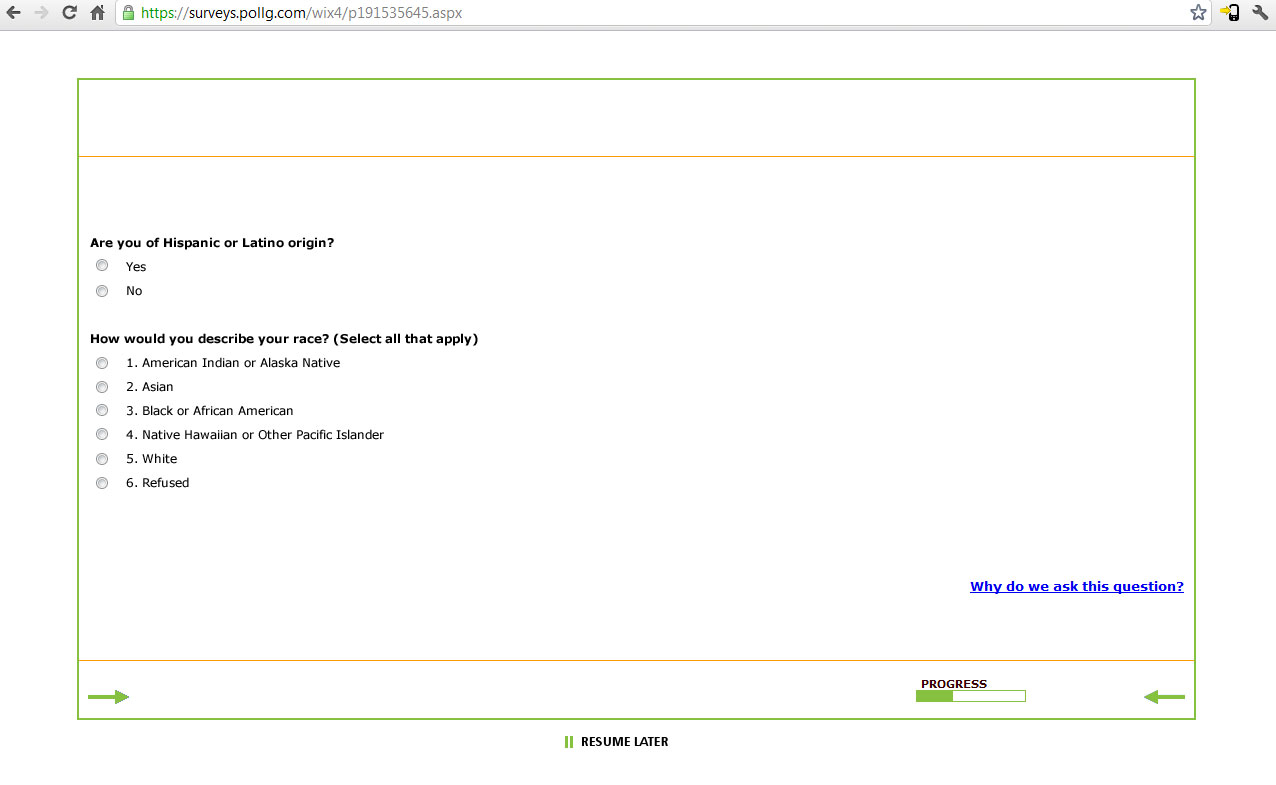 https://surveys.pollg.com/wix4/p191535645.aspx
Are you of Hispanic or Latino origin?
Yes
No
How would you describe your race? (Select all that apply)
1. American Indian or Alaska Native
2. Asian
3. Black or African American
4. Native Hawaiian or Other Pacific Islander
5. White
6. Refused
Why do we ask this question?
PROGRESS
RESUME LATER